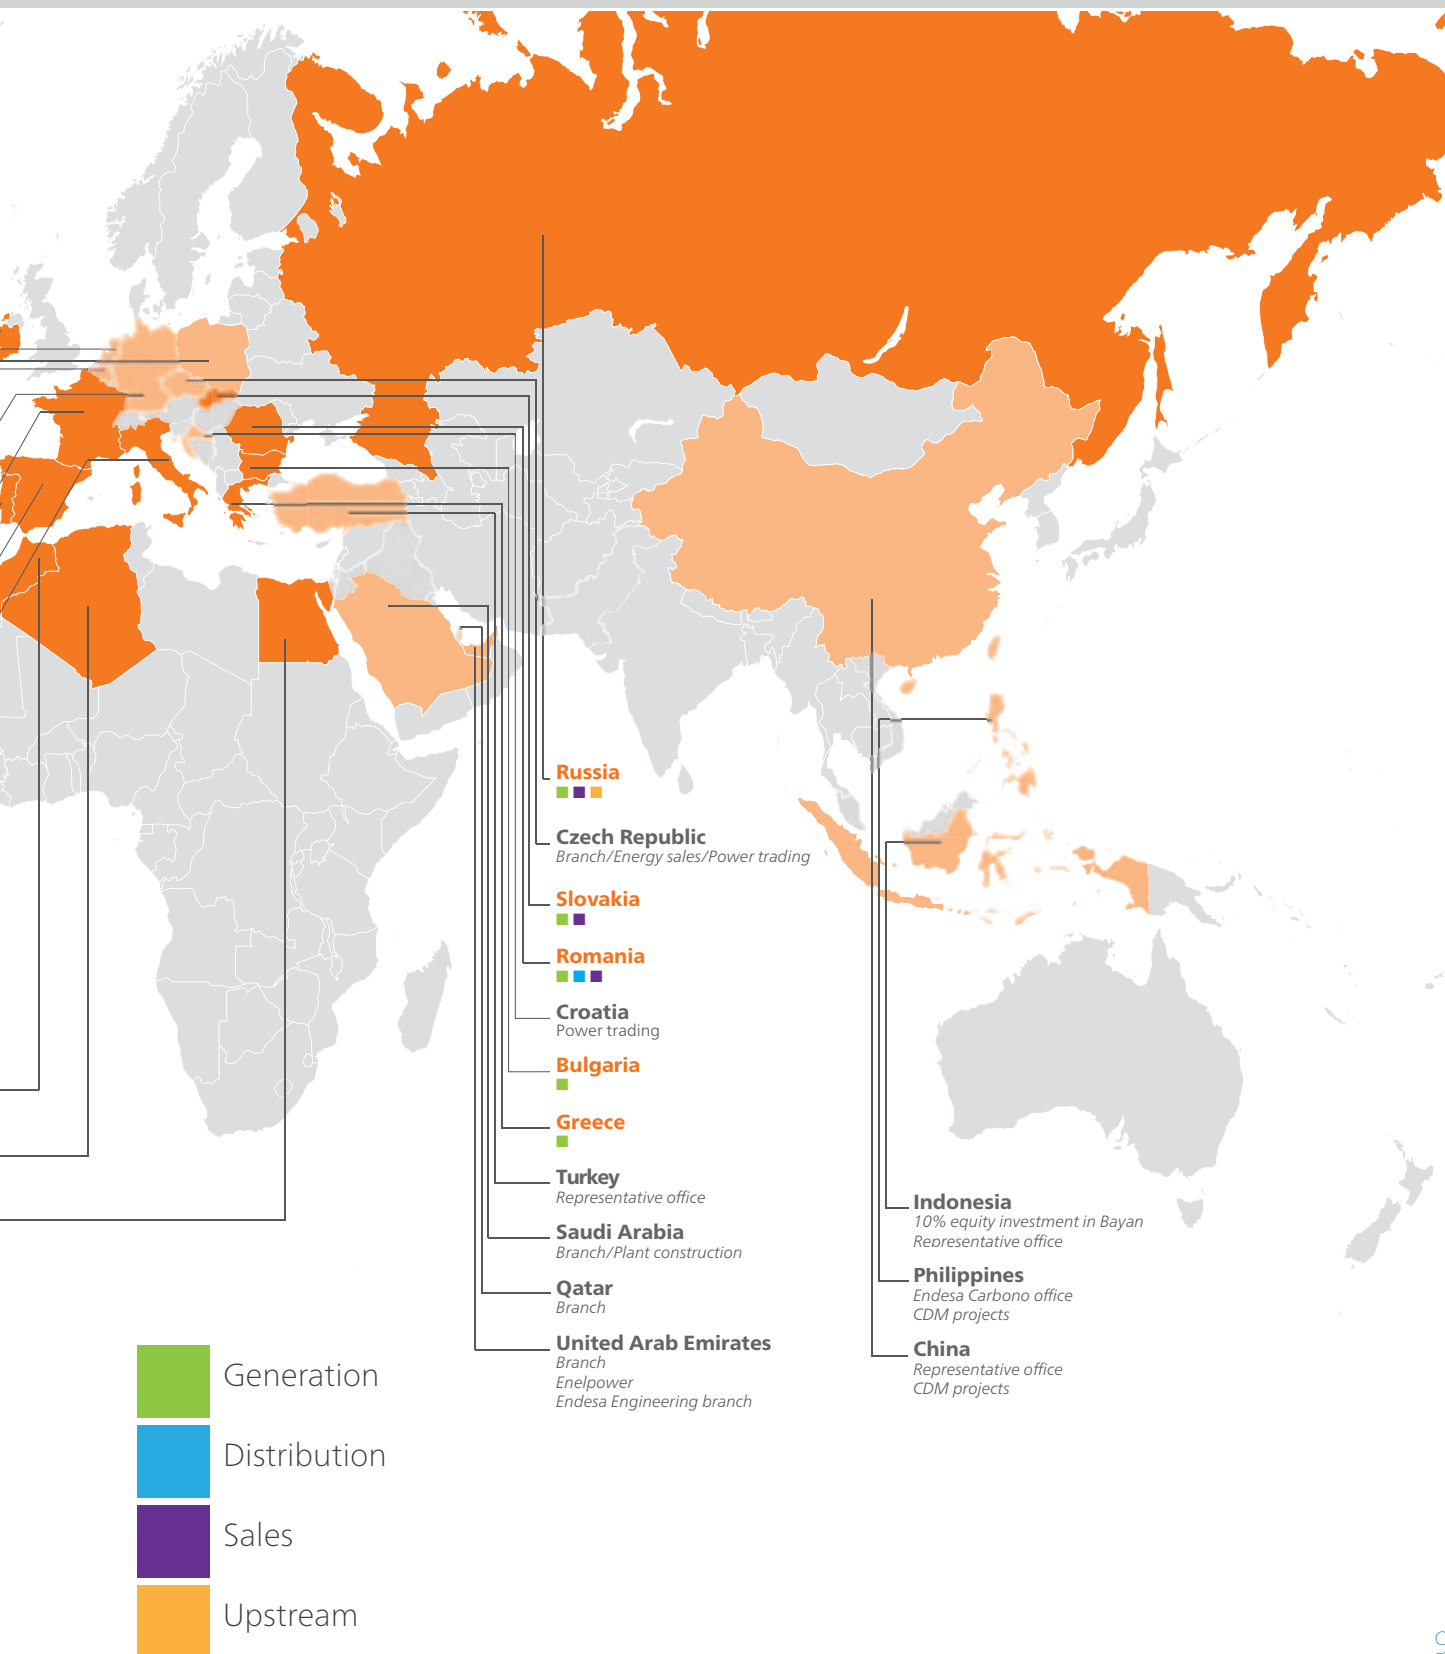 Russia
Czech Republic
Branch/Energy sales/Power trading
Slovakia
Romania
Croatia
Power trading
Bulgaria
Greece
Turkey
Representative office
Saudi Arabia
Branch/Plant construction
Qatar
Branch
United Arab Emirates
Branch
Enelpower
Endesa Engineering branch
Indonesia
10% equity investment in Bayan
Representative office
Philippines
Endesa Carbono office
CDM projects
China
Representative office
CDM projects
Generation
Distribution
Sales
Upstream